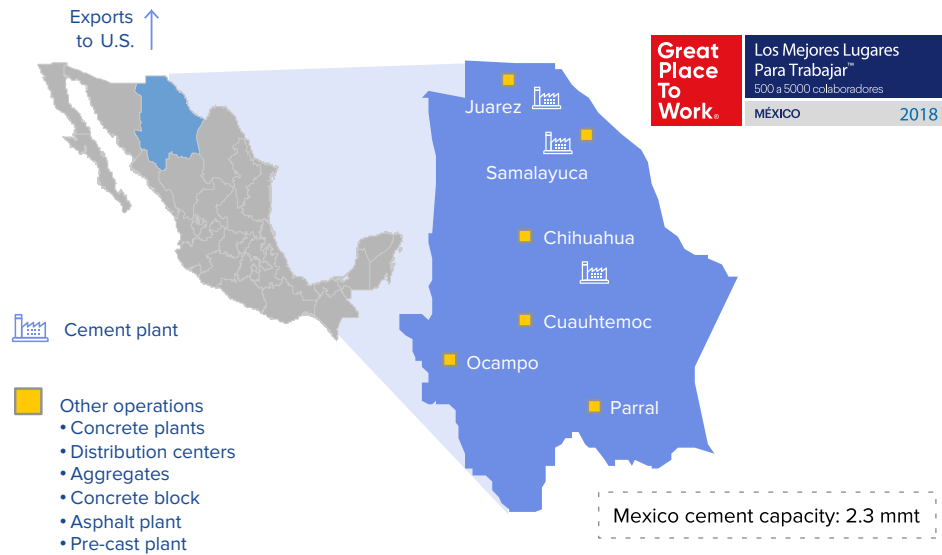 Exports
to U.S.
Great
Place
To
Work®
Los Mejores Lugares
Para Trabajar™
500 a 5000 colaboradores
MÉXICO 2018
Juarez
Samalayuca
Chihuahua
Cuauhtemoc
Ocampo
Parral
Cement plant
Other operations
• Concrete plants
• Distribution centers
• Aggregates
• Concrete block
• Asphalt plant
• Pre-cast plant
Mexico cement capacity: 2.3 mmt